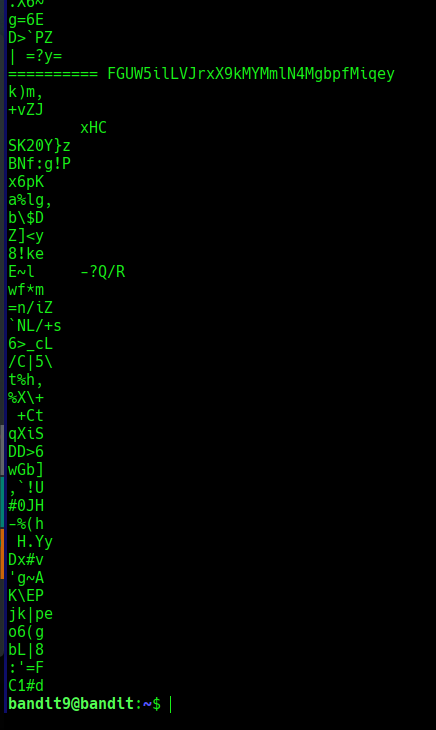 .X6~
g=6E
D>`PZ
| =?y=
========== FGUW5ilLVJrxX9kMYMmlN4MgbpfMiqey
k)m,
+vZJ
        xHC
SK20Y}z
BNf:g!P
x6pK
a%lg,
b\$D
Z]<y
8!ke
E~l     -?Q/R
wf*m
=n/iZ
`NL/+s
6>_cL
/C|5\
t%h,
%X\+
 +Ct
qXiS
DD>6
wGb]
,`!U
#0JH
-%(h
 H.Yy
Dx#v
'g~A
K\EP
jk|pe
o6(g
bL|8
:'=F
C1#d
bandit9@bandit:~$